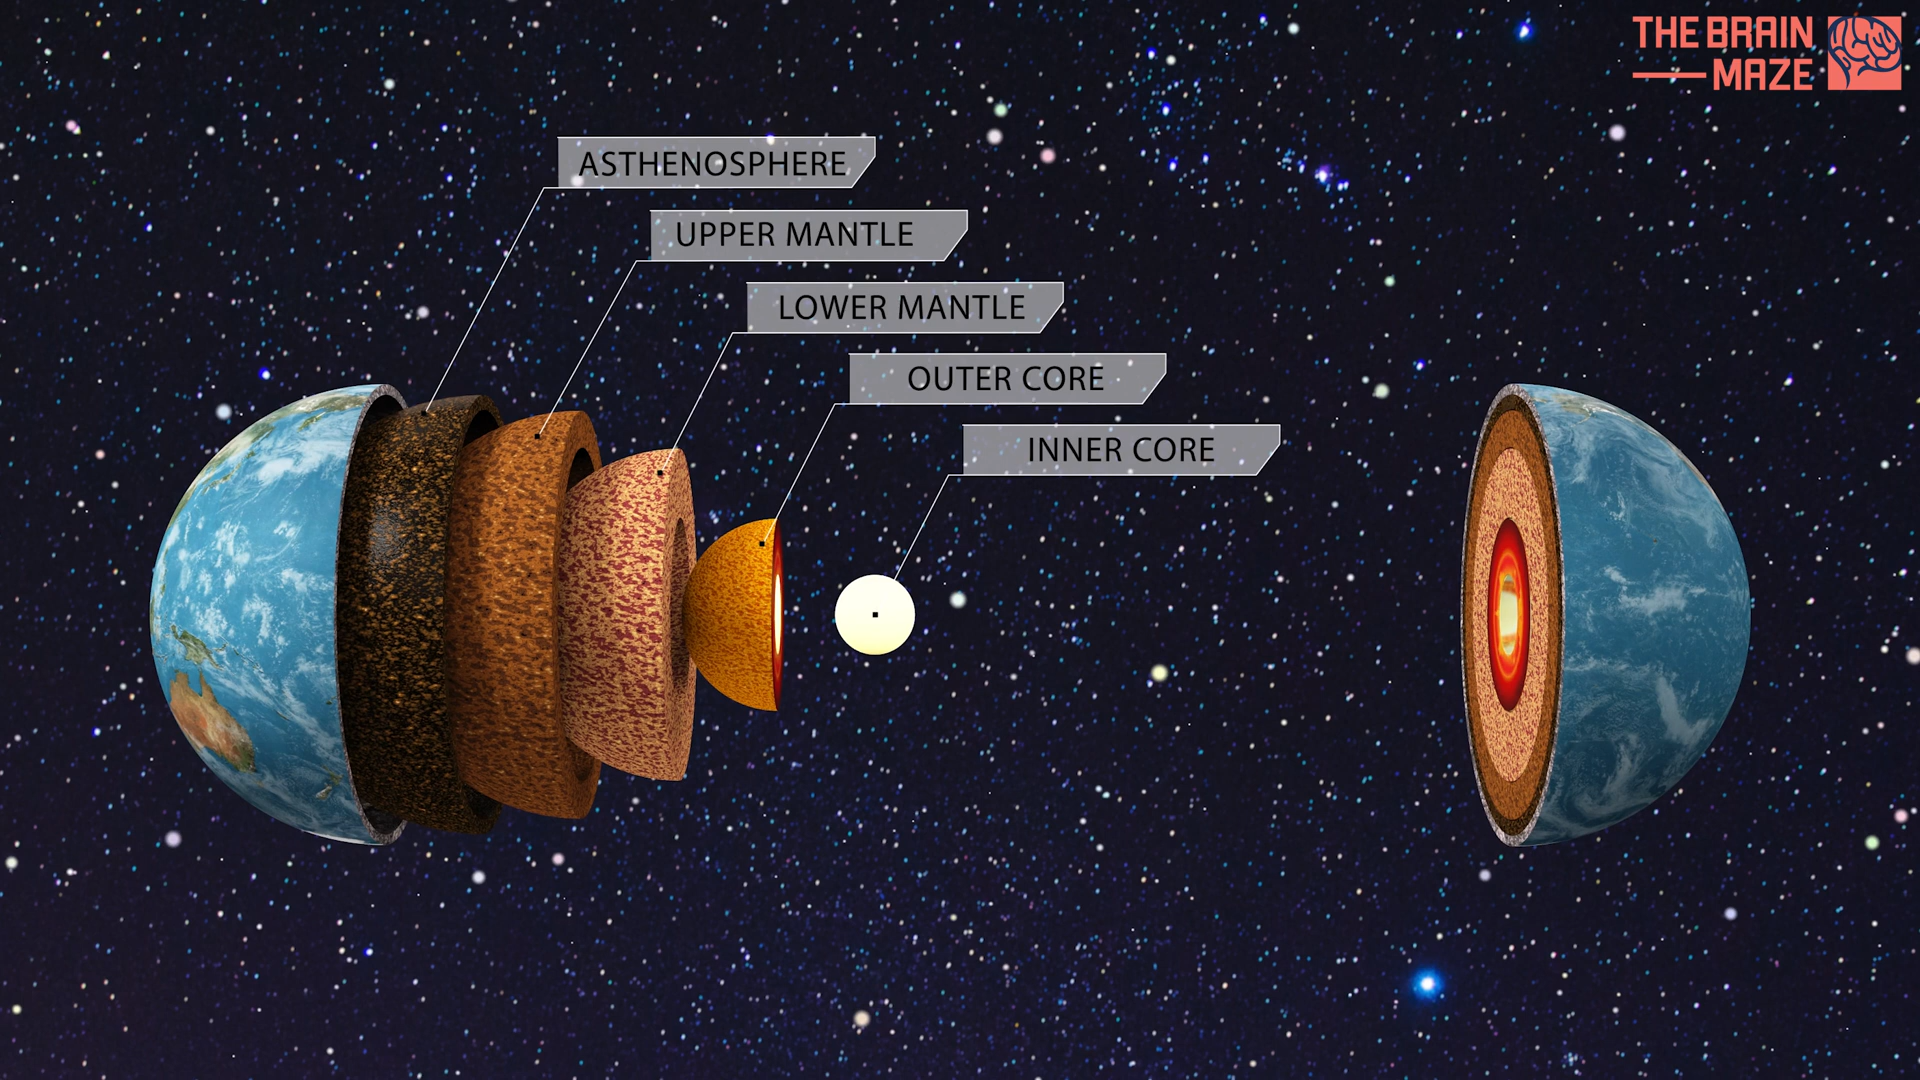 THE BRAIN
MAZE
ASTHENOSPHERE
UPPER MANTLE
LOWER MANTLE
OUTER CORE
INNER CORE